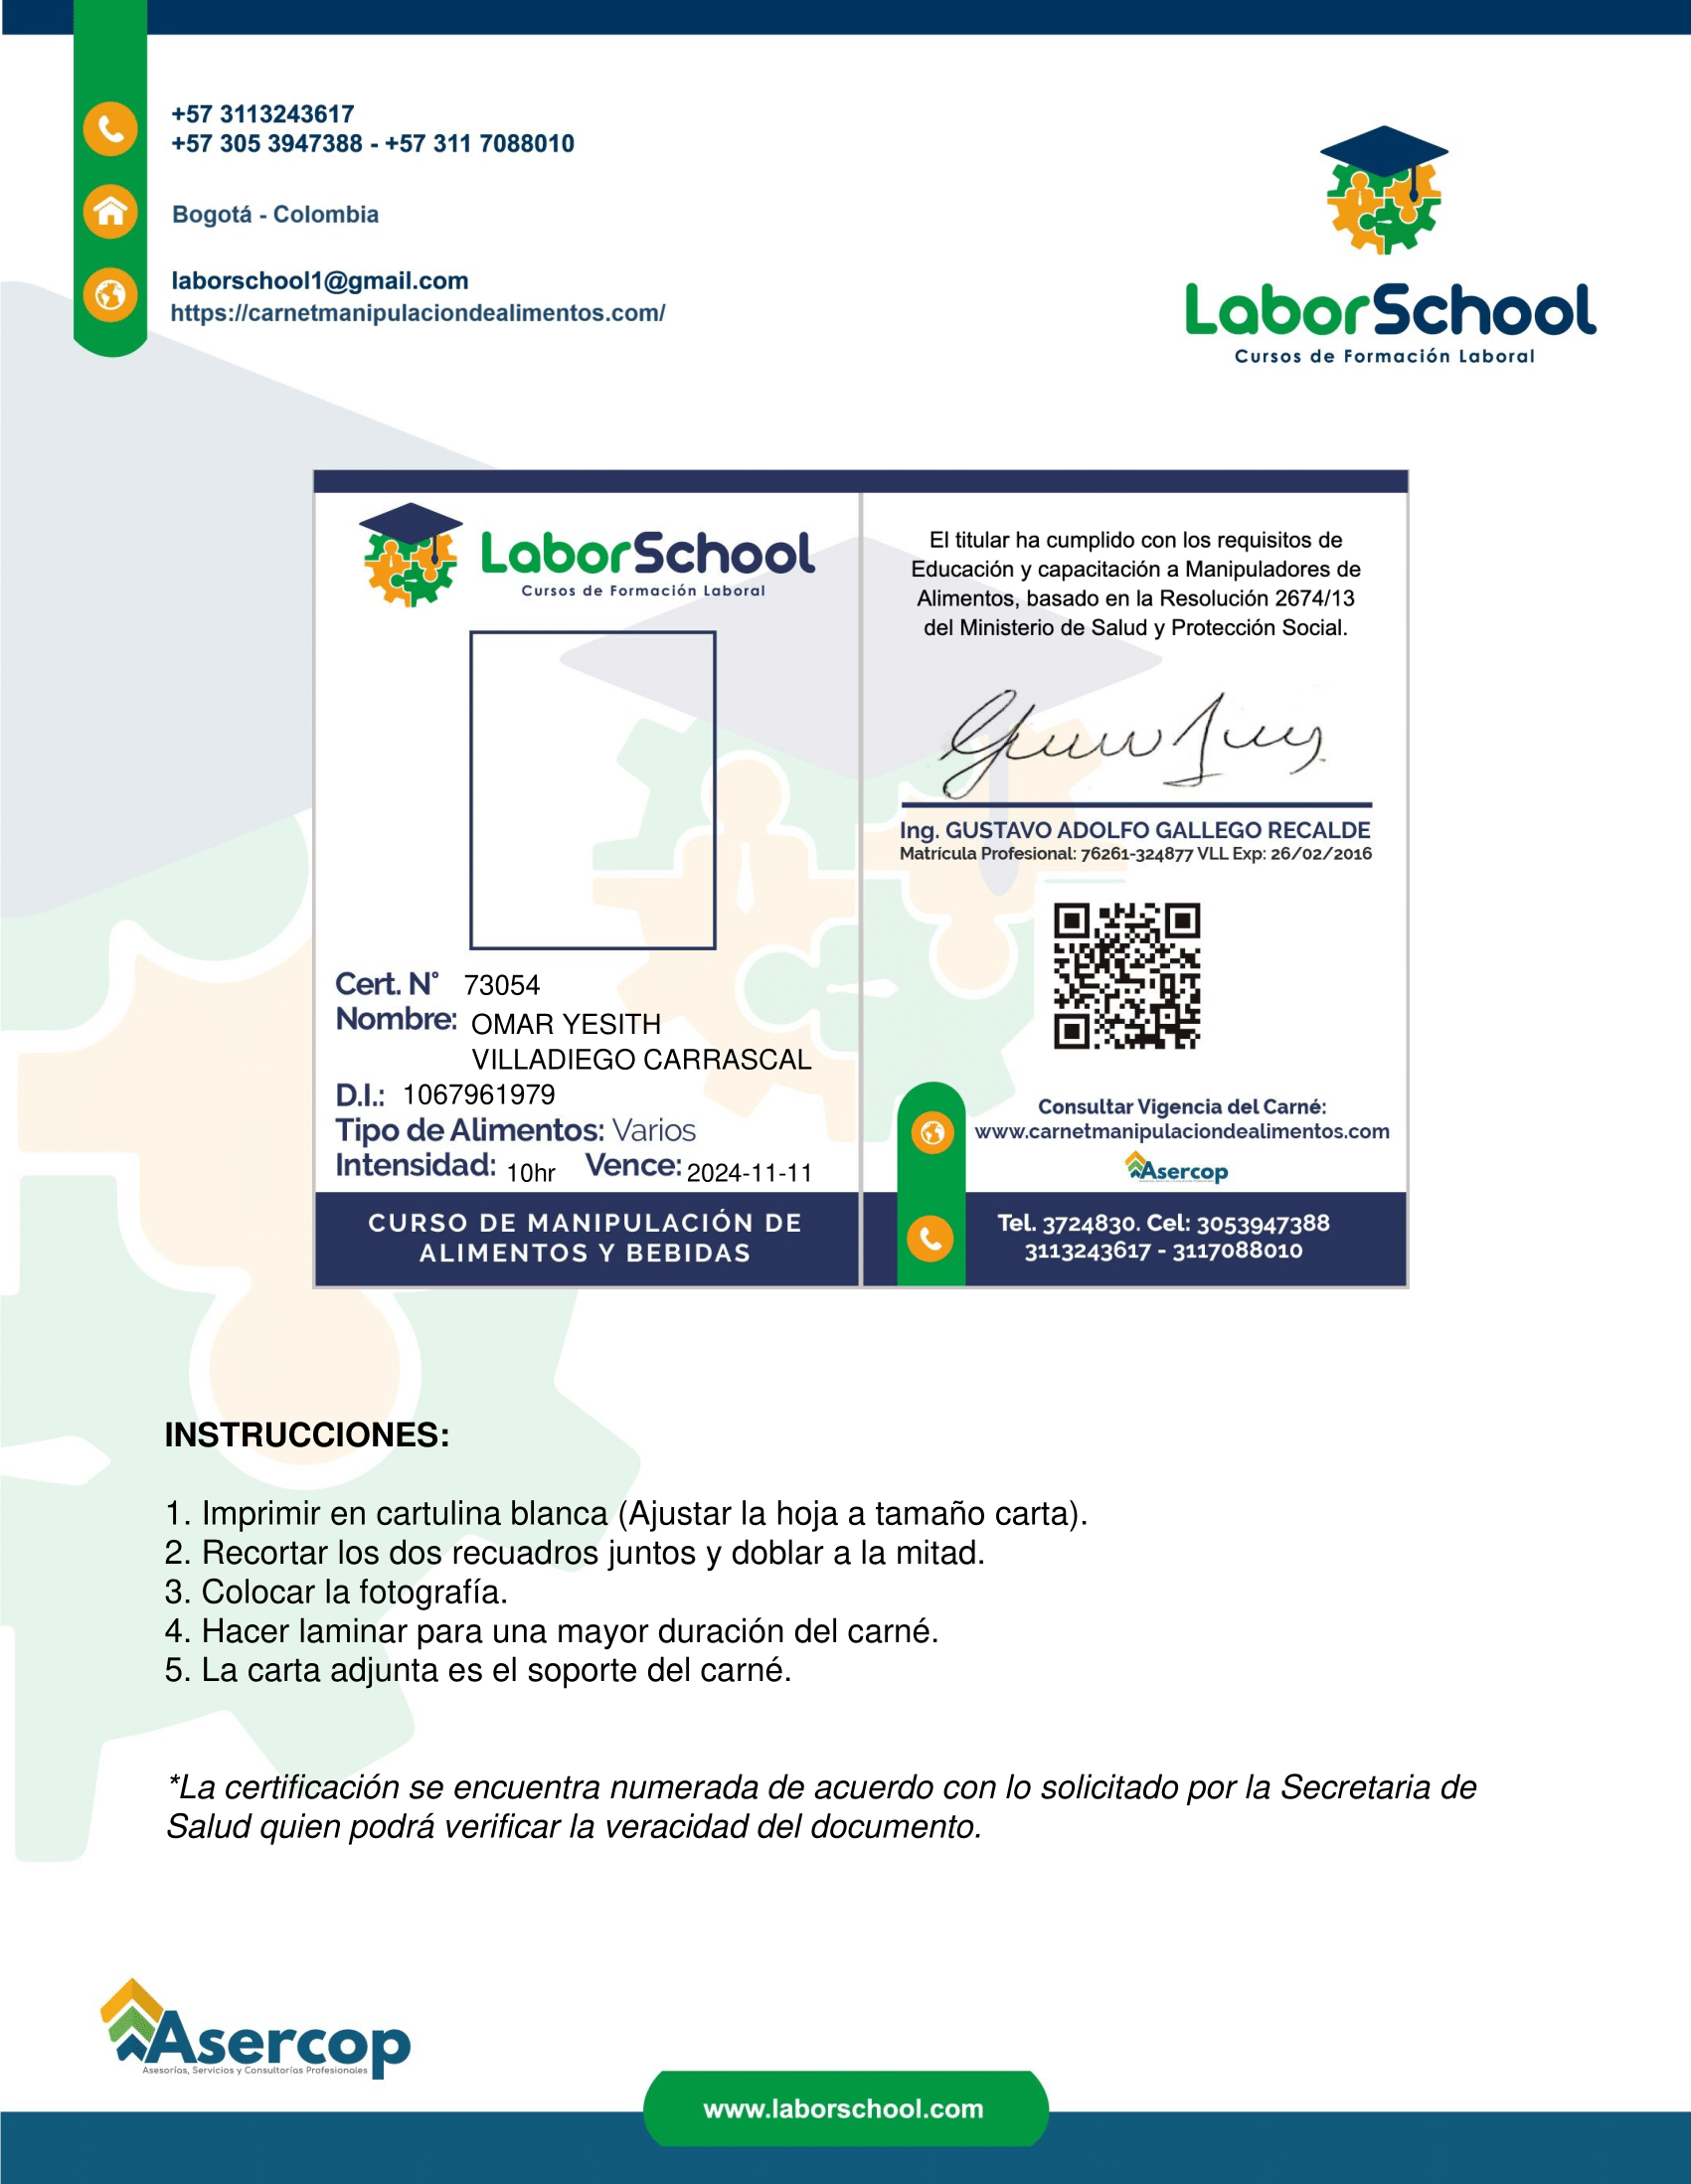 +57 3113243617
+57 305 3947388 - +57 311 7088010
Bogotá - Colombia
laborschool1@gmail.com
https://carnetmanipulaciondealimentos.com/
LaborSchool
Cursos de Formación Laboral
LaborSchool
Cursos de Formación Laboral
Cert. N° 73054
Nombre: OMAR YESITH
VILLADIEGO CARRASCAL
D.I.: 1067961979
Tipo de Alimentos: Varios
Intensidad: 10hr Vence: 2024-11-11
CURSO DE MANIPULACIÓN DE
ALIMENTOS Y BEBIDAS
El titular ha cumplido con los requisitos de
Educación y capacitación a Manipuladores de
Alimentos, basado en la Resolución 2674/13
del Ministerio de Salud y Protección Social.
Ing. GUSTAVO ADOLFO GALLEGO RECALDE
Matrícula Profesional: 76261-324877 VLL Exp: 26/02/2016
Consultar Vigencia del Carné:
www.carnetmanipulaciondealimentos.com
Asercop
Tel. 3724830. Cel: 3053947388
3113243617 - 3117088010
INSTRUCCIONES:
1. Imprimir en cartulina blanca (Ajustar la hoja a tamaño carta).
2. Recortar los dos recuadros juntos y doblar a la mitad.
3. Colocar la fotografía.
4. Hacer laminar para una mayor duración del carné.
5. La carta adjunta es el soporte del carné.
*La certificación se encuentra numerada de acuerdo con lo solicitado por la Secretaria de
Salud quien podrá verificar la veracidad del documento.
Asercop
Asesorías, Servicios y Consultorías Profesionales
www.laborschool.com